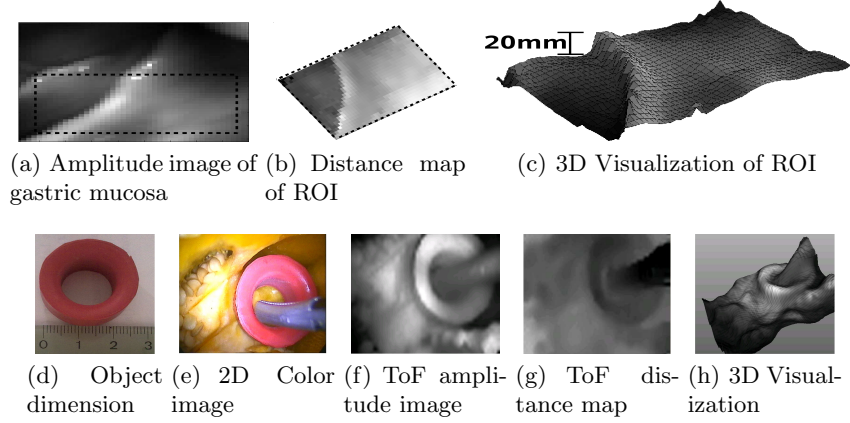 20mm
(a) Amplitude image of
gastric mucosa
(b) Distance map
of ROI
(c) 3D Visualization of ROI
0 1 2 3
(d) Object
dimension
(e) 2D Color
image
(f) ToF ampli-
tude image
(g) ToF dis-
tance map
(h) 3D Visual-
ization